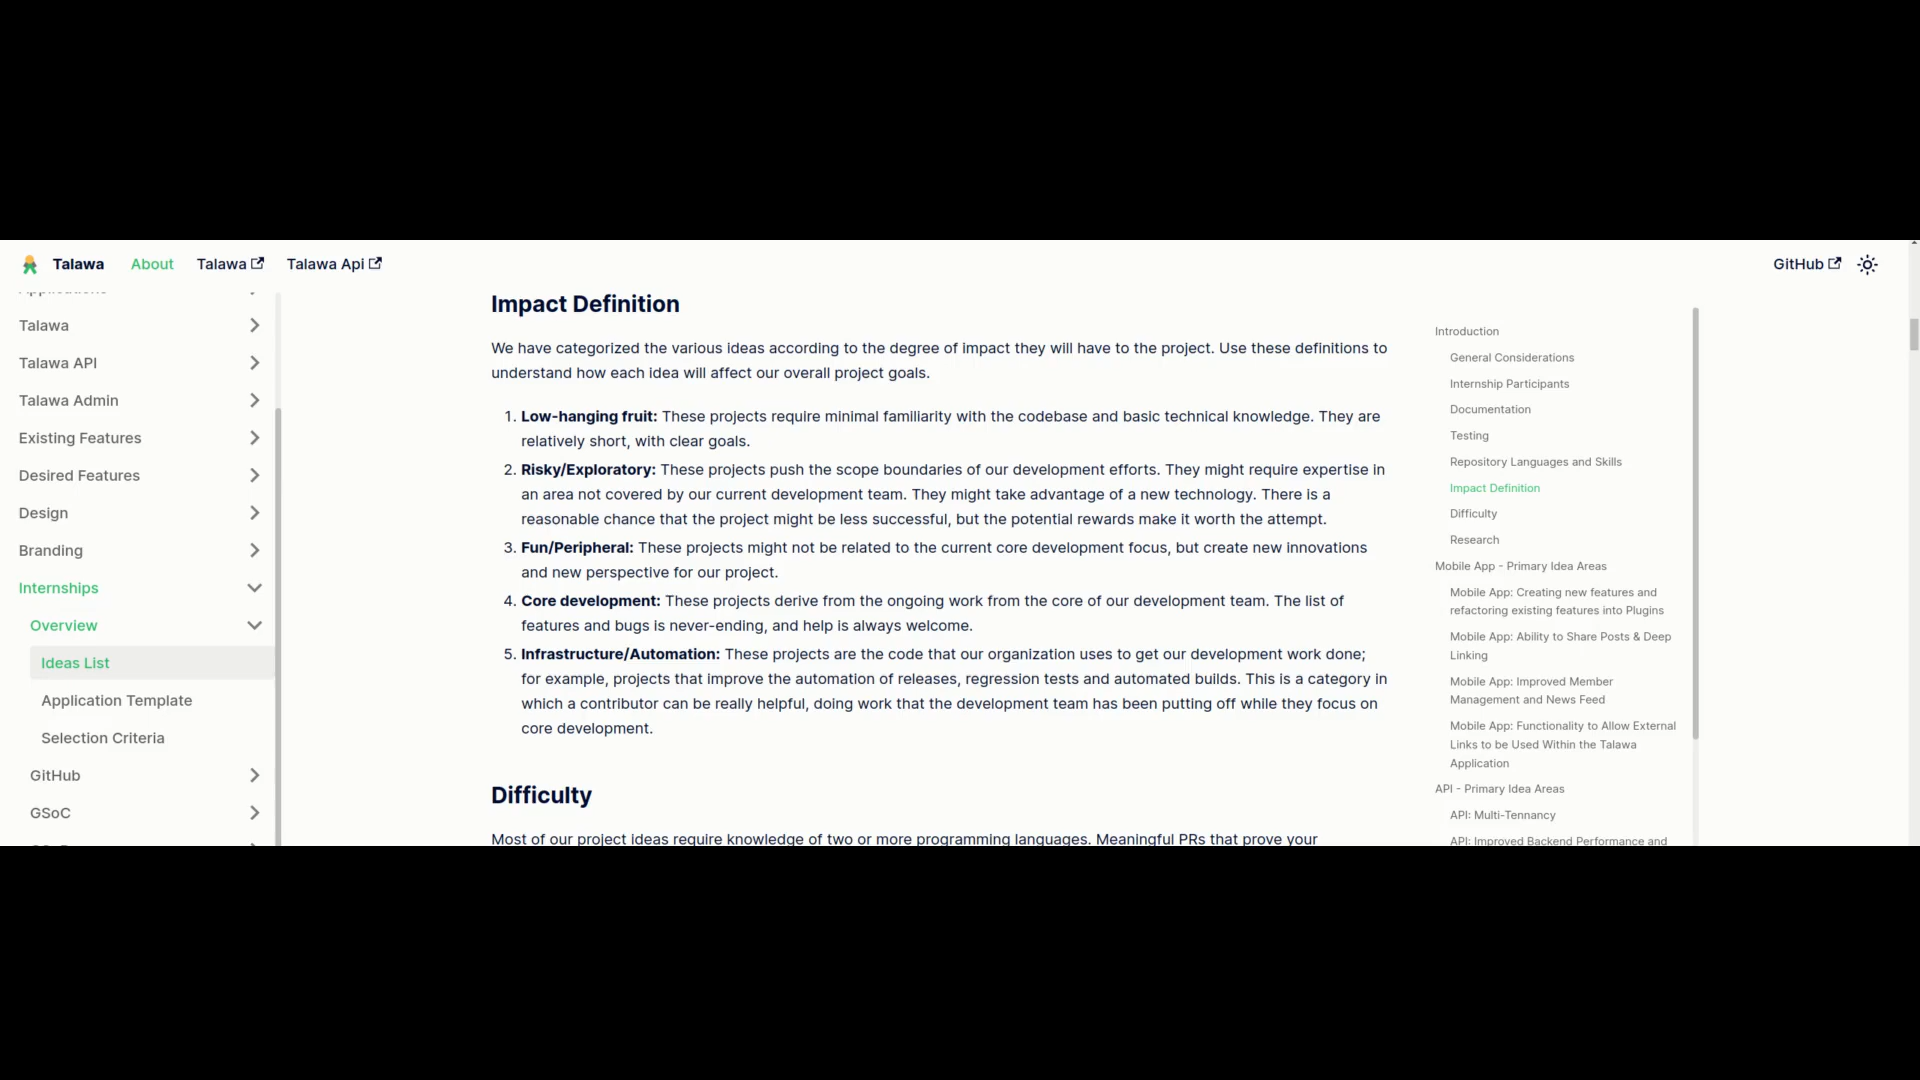 Talawa About Talawa Talawa Api GitHub
Talawa
Talawa API
Talawa Admin
Existing Features
Desired Features
Design
Branding
Internships
Overview
Ideas List
Application Template
Selection Criteria
GitHub
GSoC
Impact Definition
We have categorized the various ideas according to the degree of impact they will have to the project. Use these definitions to
understand how each idea will affect our overall project goals.
1. Low-hanging fruit: These projects require minimal familiarity with the codebase and basic technical knowledge. They are
relatively short, with clear goals.
2. Risky/Exploratory: These projects push the scope boundaries of our development efforts. They might require expertise in
an area not covered by our current development team. They might take advantage of a new technology. There is a
reasonable chance that the project might be less successful, but the potential rewards make it worth the attempt.
3. Fun/Peripheral: These projects might not be related to the current core development focus, but create new innovations
and new perspective for our project.
4. Core development: These projects derive from the ongoing work from the core of our development team. The list of
features and bugs is never-ending, and help is always welcome.
5. Infrastructure/Automation: These projects are the code that our organization uses to get our development work done;
for example, projects that improve the automation of releases, regression tests and automated builds. This is a category in
which a contributor can be really helpful, doing work that the development team has been putting off while they focus on
core development.
Difficulty
Most of our project ideas require knowledge of two or more programming languages. Meaningful PRs that prove your
Introduction
General Considerations
Internship Participants
Documentation
Testing
Repository Languages and Skills
Impact Definition
Difficulty
Research
Mobile App - Primary Idea Areas
Mobile App: Creating new features and
refactoring existing features into Plugins
Mobile App: Ability to Share Posts & Deep
Linking
Mobile App: Improved Member
Management and News Feed
Mobile App: Functionality to Allow External
Links to be Used Within the Talawa
Application
API - Primary Idea Areas
API: Multi-Tennancy
API: Improved Backend Performance and